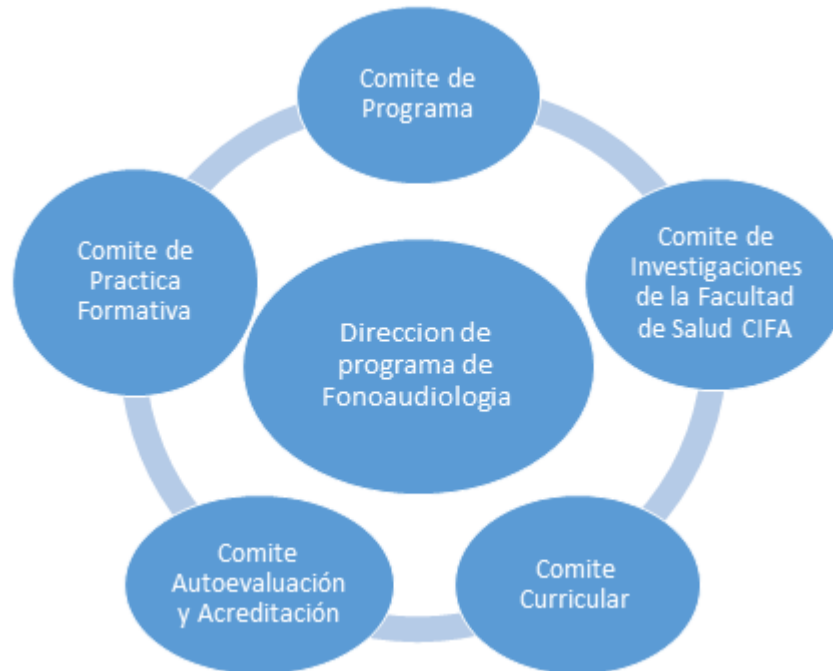 Comite de
Programa
Comite de
Investigaciones
de la Facultad
de Salud CIFA
Comite
Curricular
Comite
Autoevaluación
y Acreditación
Comite de
Practica
Formativa
Direccion de
programa de
Fonoaudiologia